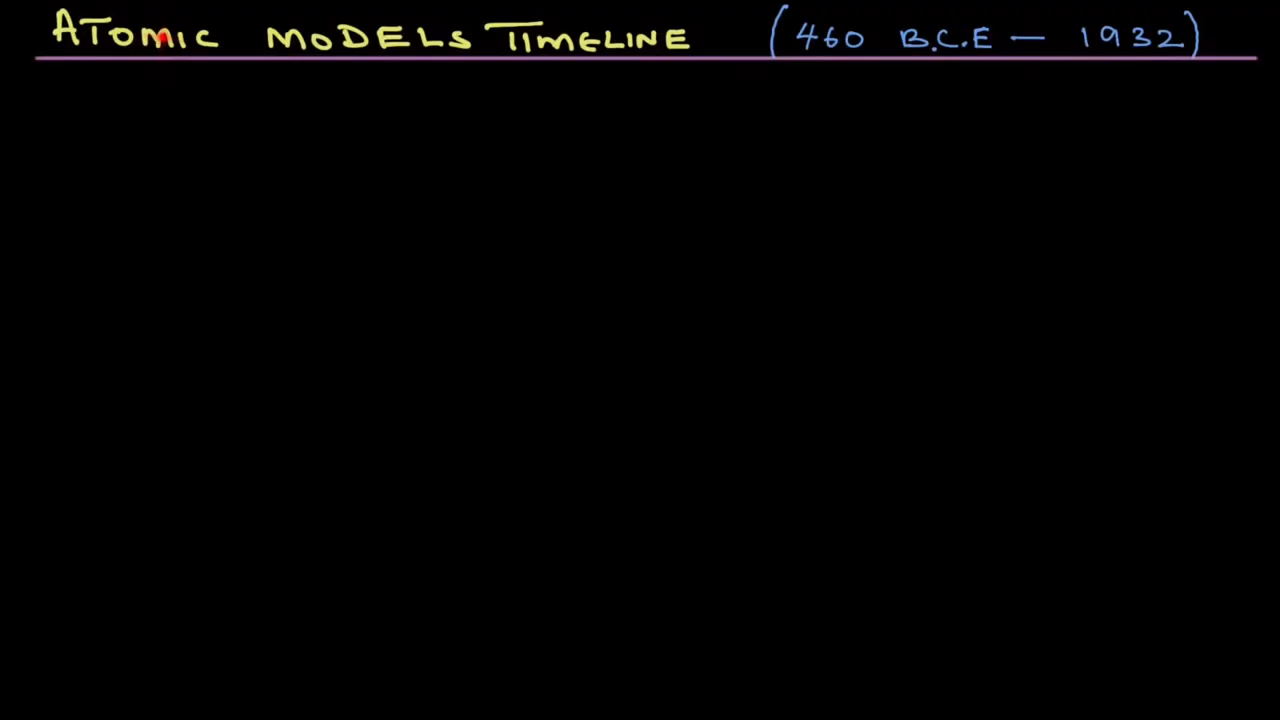 ATOMIC MODELS TIMELINE (460 B.C.E — 1932)